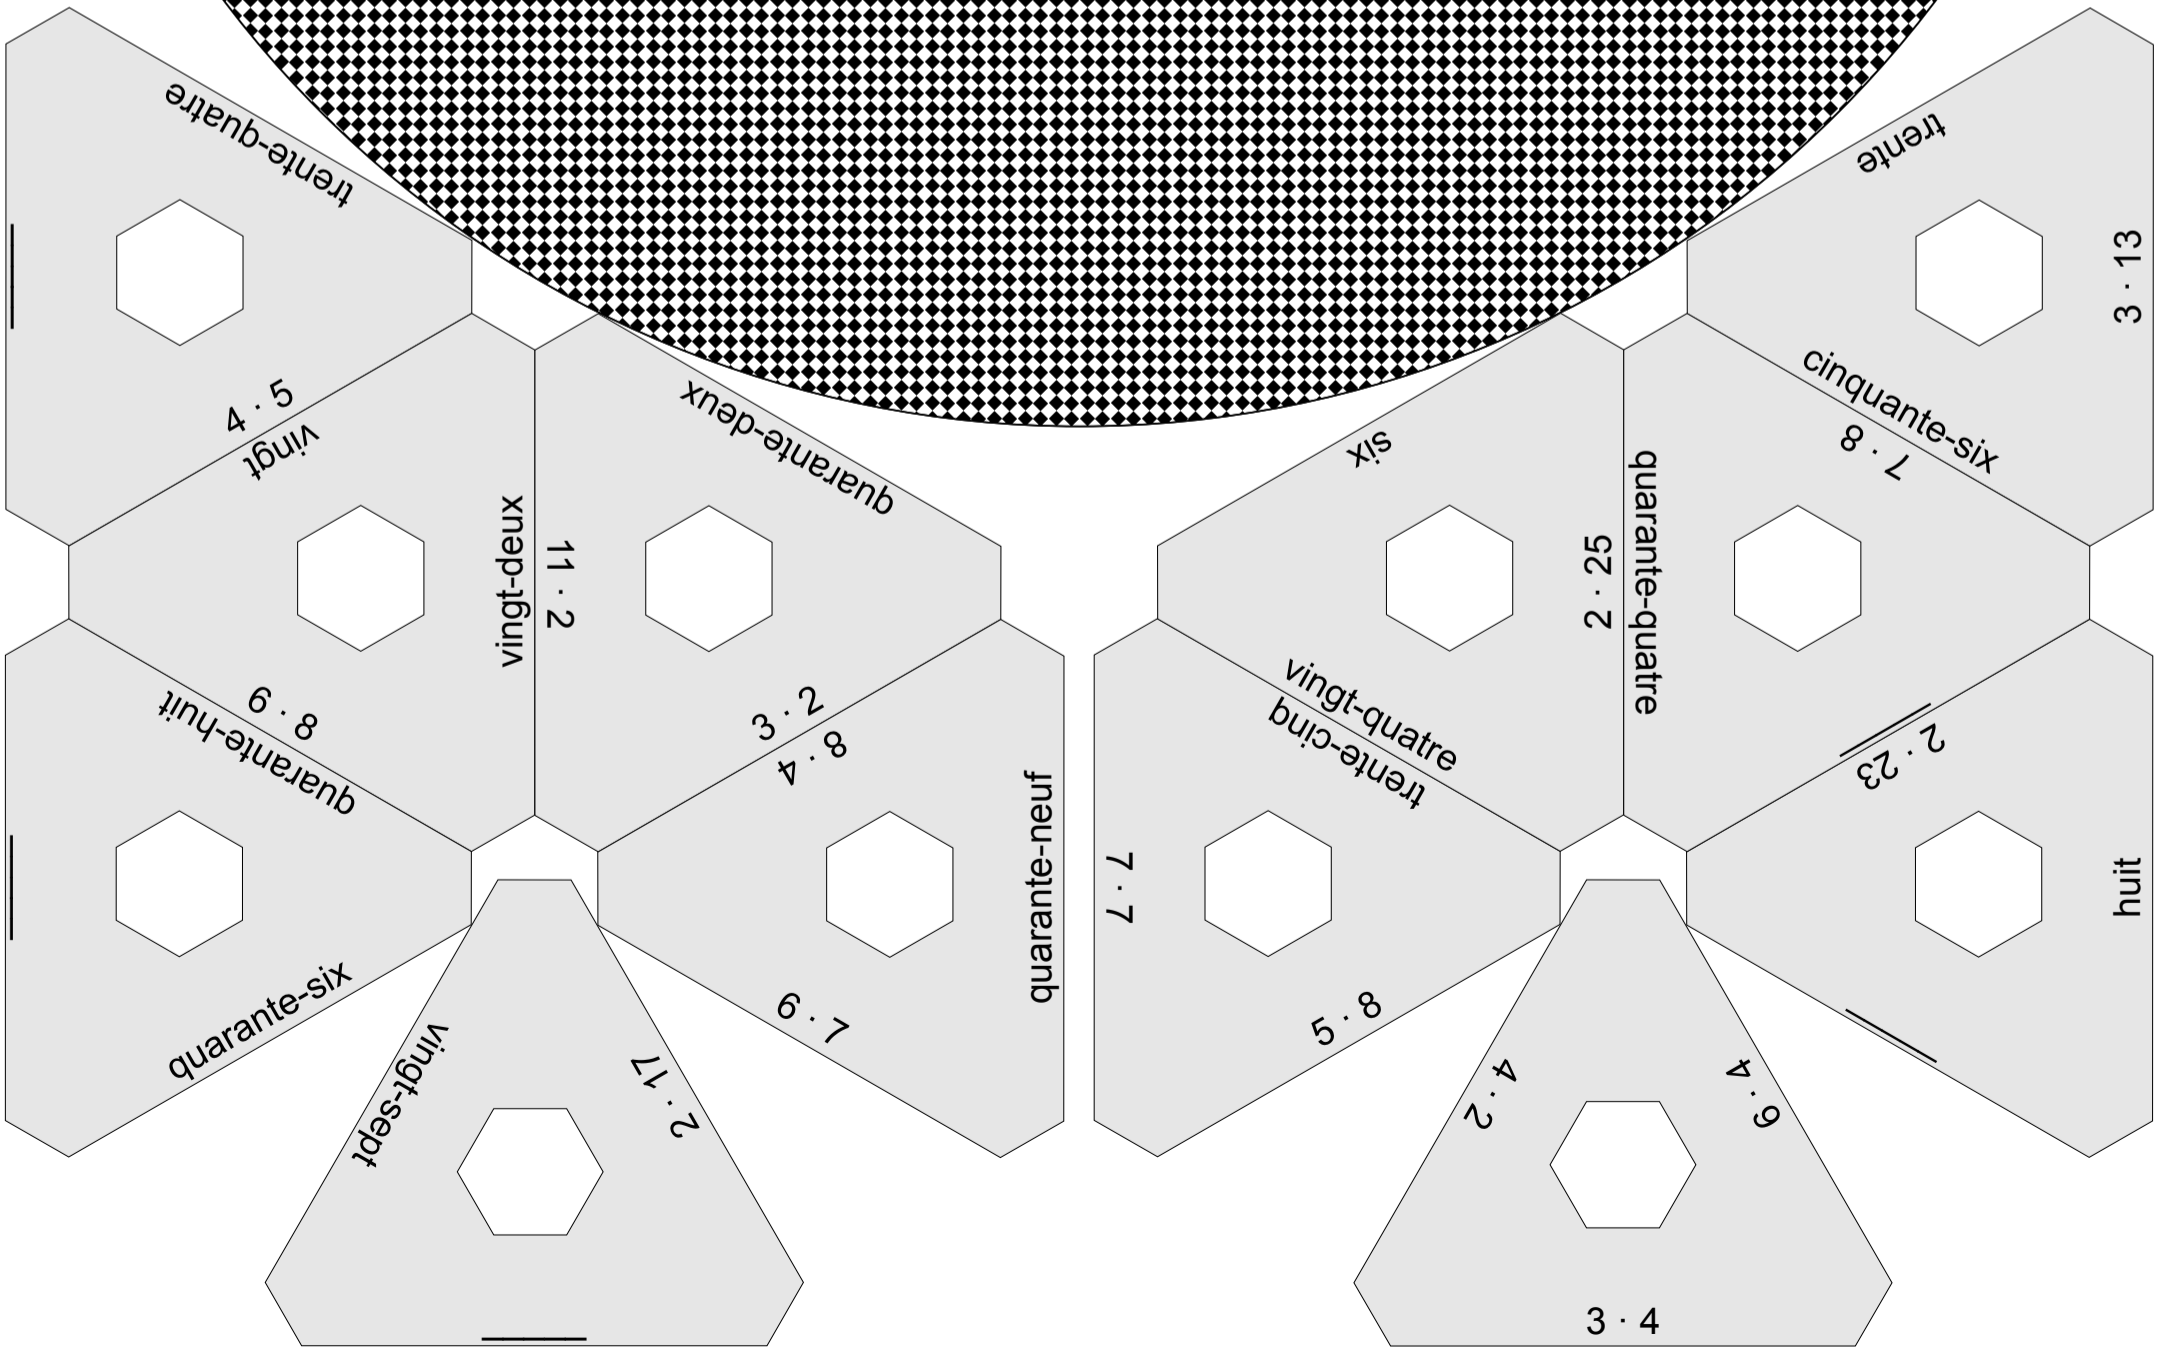 trente-quatre
4 · 5
vingt
vingt-deux
9 · 8
11 · 2
quarante-deux
3 · 2
8 · 4
quarante-neuf
6 · 7
quarante-huit
quarante-six
vingt-sept
2 · 17
trente
3 · 13
cinquante-six
7 · 8
six
2 · 25
quarante-quatre
vingt-quatre
trente-cinq
7 · 7
5 · 8
2 · 23
huit
4 · 2
6 · 4
3 · 4